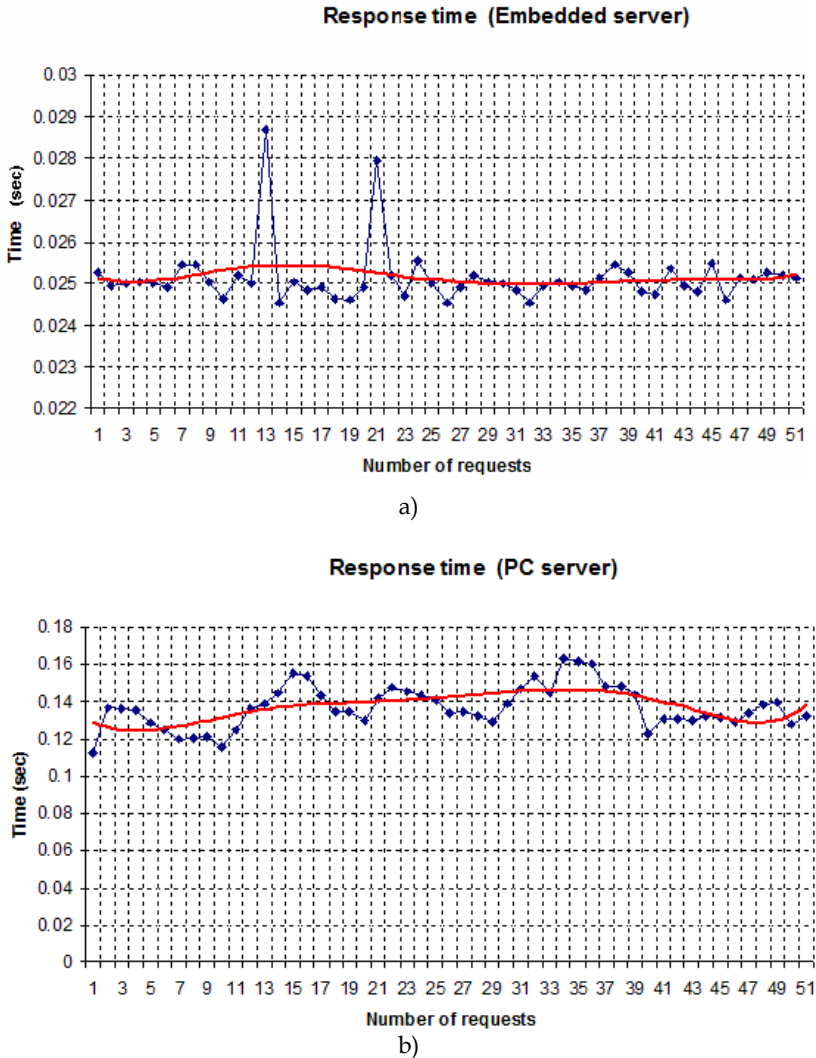 Response time (Embedded server)
0.03
0.029
0.028
0.027
0.026
0.025
0.024
0.023
0.022
Time (sec)
1 3 5 7 9 11 13 15 17 19 21 23 25 27 29 31 33 35 37 39 41 43 45 47 49 51
Number of requests
a)
Response time (PC server)
0.18
0.16
0.14
0.12
0.1
0.08
0.06
0.04
0.02
0
Time (sec)
1 3 5 7 9 11 13 15 17 19 21 23 25 27 29 31 33 35 37 39 41 43 45 47 49 51
Number of requests
b)